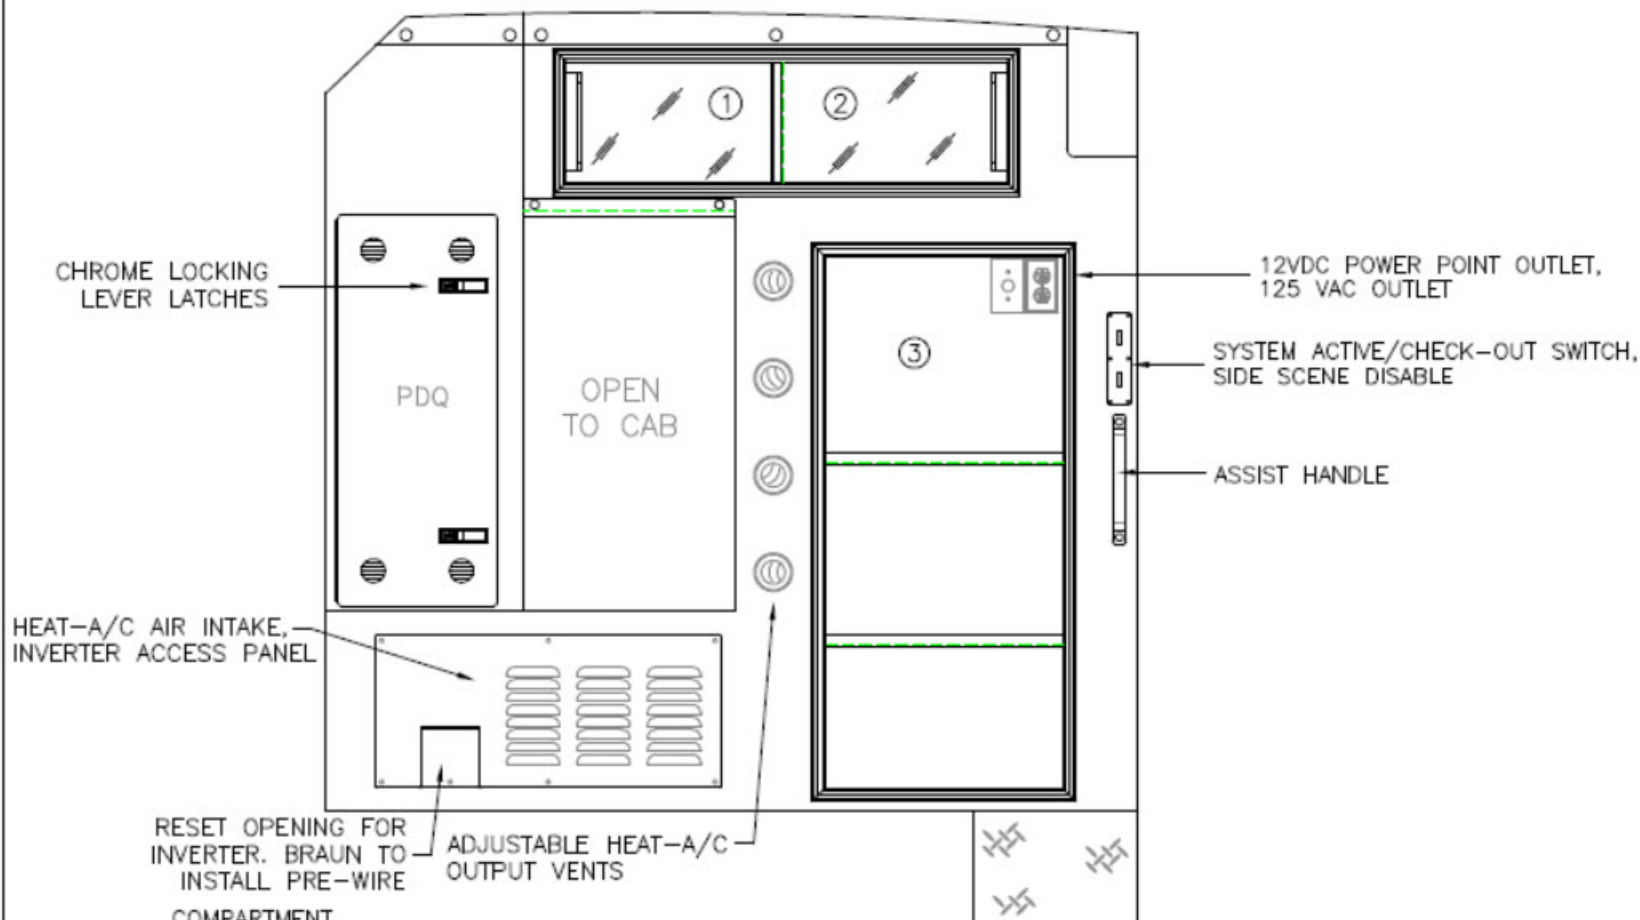 1
2
CHROME LOCKING
LEVER LATCHES
12VDC POWER POINT OUTLET,
125 VAC OUTLET
3
SYSTEM ACTIVE/CHECK-OUT SWITCH,
SIDE SCENE DISABLE
PDQ
OPEN
TO CAB
ASSIST HANDLE
HEAT-A/C AIR INTAKE,
INVERTER ACCESS PANEL
RESET OPENING FOR
INVERTER. BRAUN TO
INSTALL PRE-WIRE
ADJUSTABLE HEAT-A/C
OUTPUT VENTS
COMPARTMENT